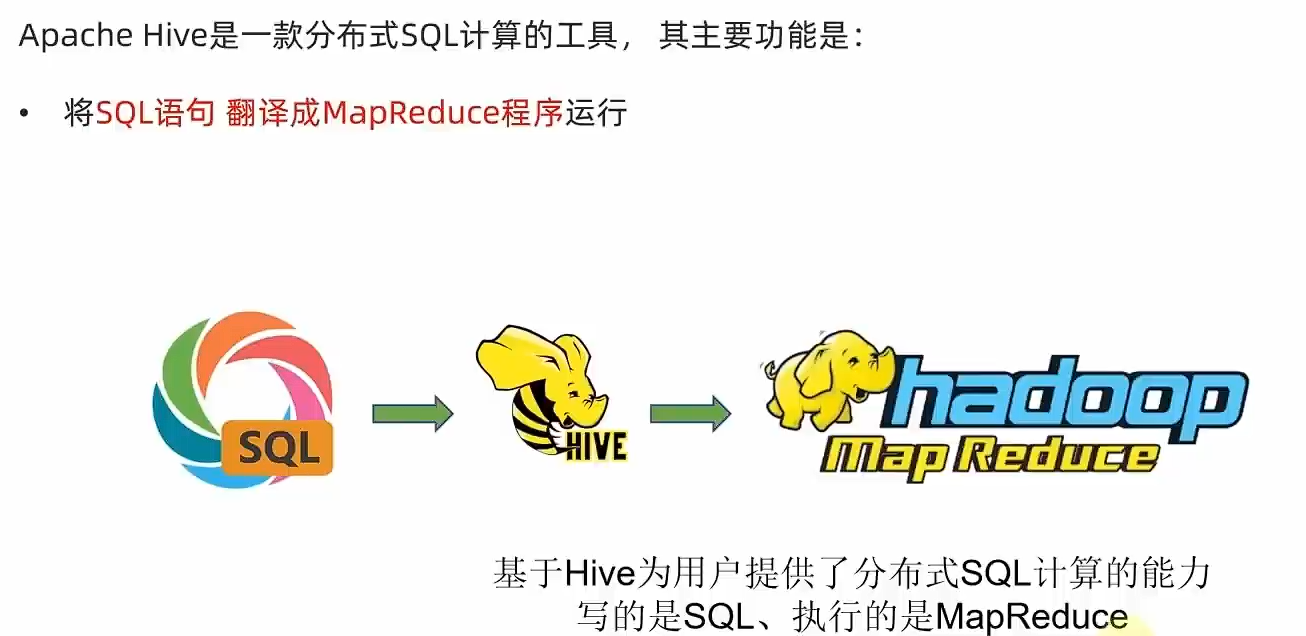 Apache Hive是一款分布式SQL计算的工具， 其主要功能是：
• 将SQL语句 翻译成MapReduce程序运行
SQL
HIVE
hadoop
Map Reduce
基于Hive为用户提供了分布式SQL计算的能力
写的是SQL、执行的是MapReduce